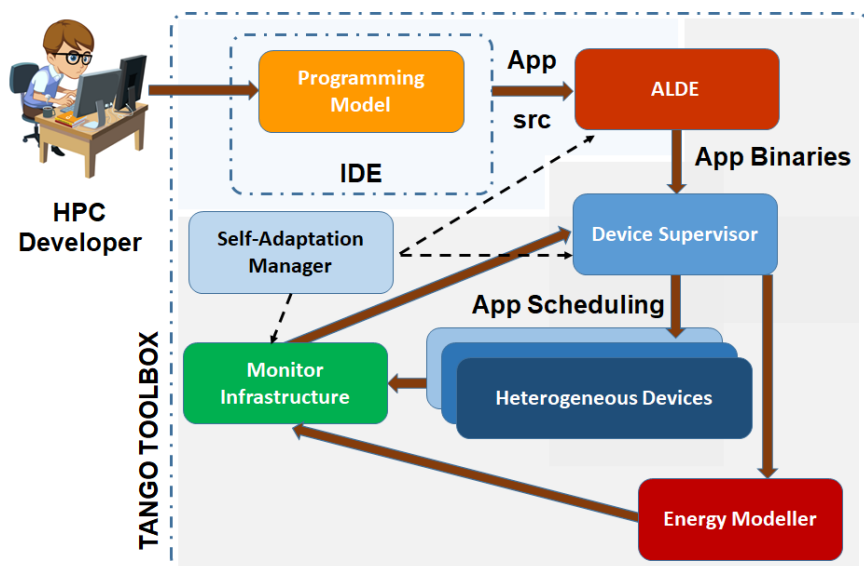 Programming
Model
App
src
ALDE
IDE
App Binaries
HPC
Developer
Self-Adaptation
Manager
Device Supervisor
App Scheduling
TANGO TOOLBOX
Monitor
Infrastructure
Heterogeneous Devices
Energy Modeller